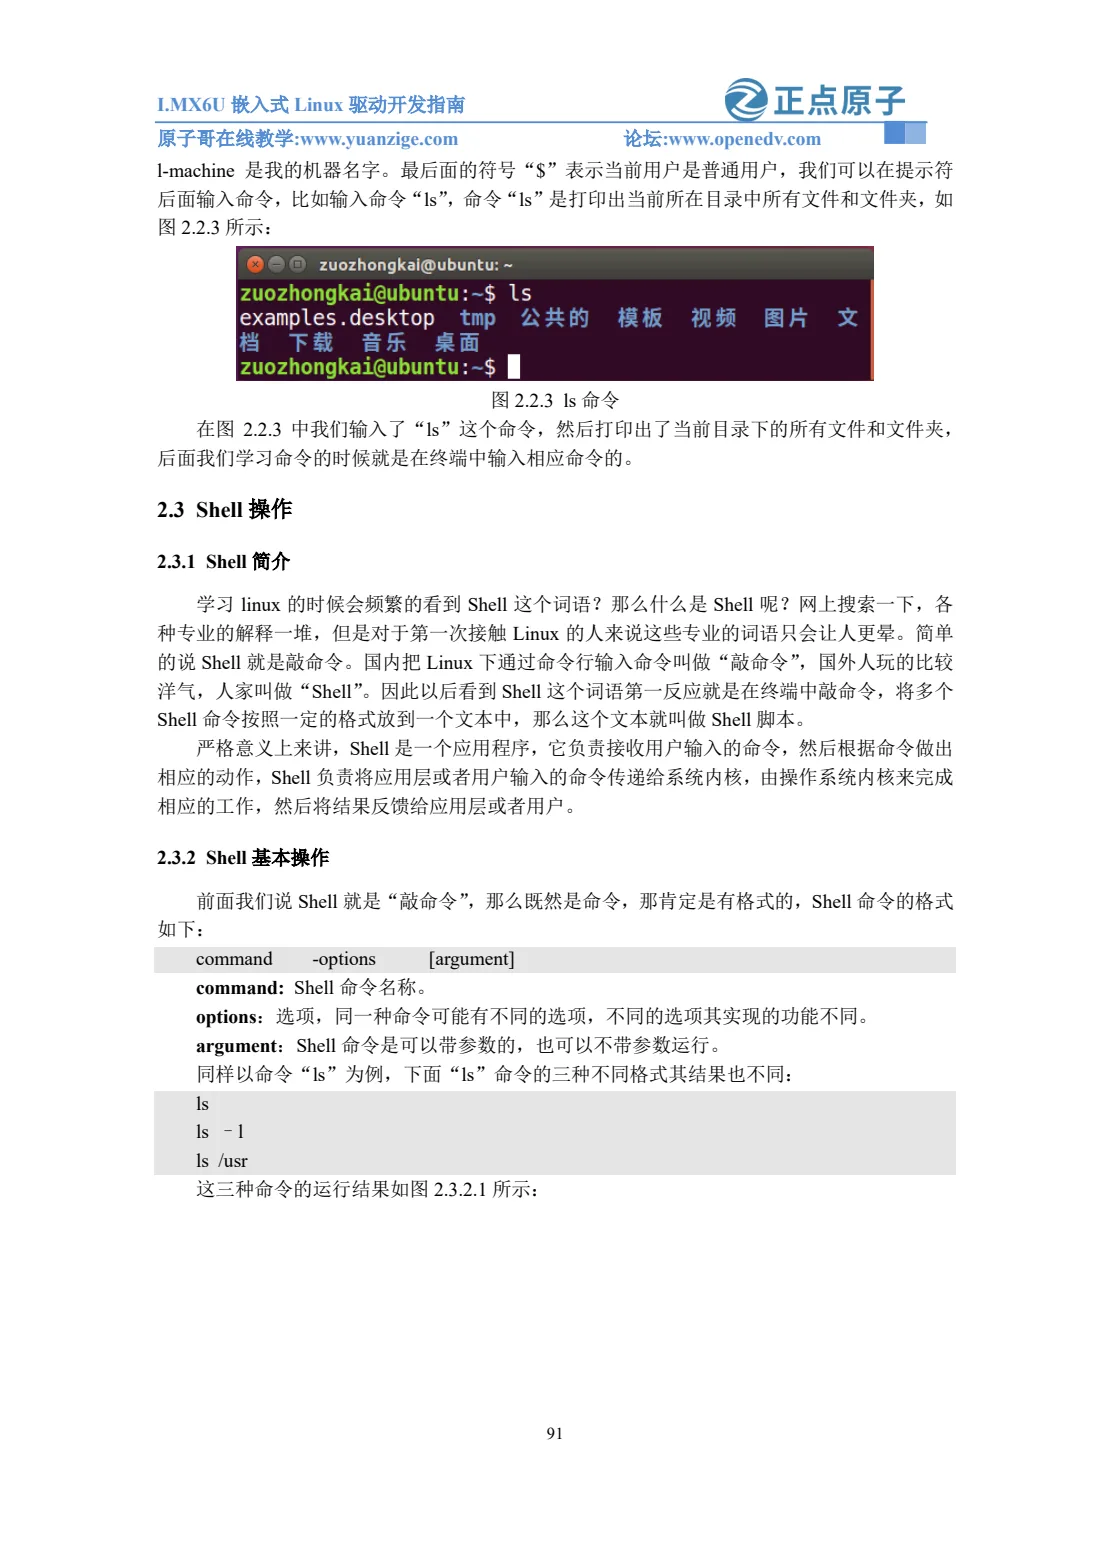 I.MX6U 嵌入式 Linux 驱动开发指南
正点原子
原子哥在线教学:www.yuanzige.com 论坛:www.openedv.com
l-machine 是我的机器名字。最后面的符号“$”表示当前用户是普通用户，我们可以在提示符
后面输入命令，比如输入命令“ls”，命令“ls”是打印出当前所在目录中所有文件和文件夹，如
图 2.2.3 所示：
zuozhongkai@ubuntu: ~
zuozhongkai@ubuntu:~$ ls
examples.desktop tmp 公共的 模板 视频 图片 文
档 下载 音乐 桌面
zuozhongkai@ubuntu:~$
图 2.2.3 ls 命令
在图 2.2.3 中我们输入了“ls”这个命令，然后打印出了当前目录下的所有文件和文件夹，
后面我们学习命令的时候就是在终端中输入相应命令的。
2.3 Shell 操作
2.3.1 Shell 简介
学习 linux 的时候会频繁的看到 Shell 这个词语？那么什么是 Shell 呢？网上搜索一下，各
种专业的解释一堆，但是对于第一次接触 Linux 的人来说这些专业的词语只会让人更晕。简单
的说 Shell 就是敲命令。国内把 Linux 下通过命令行输入命令叫做“敲命令”，国外人玩的比较
洋气，人家叫做“Shell”。因此以后看到 Shell 这个词语第一反应就是在终端中敲命令，将多个
Shell 命令按照一定的格式放到一个文本中，那么这个文本就叫做 Shell 脚本。
严格意义上来讲，Shell 是一个应用程序，它负责接收用户输入的命令，然后根据命令做出
相应的动作，Shell 负责将应用层或者用户输入的命令传递给系统内核，由操作系统内核来完成
相应的工作，然后将结果反馈给应用层或者用户。
2.3.2 Shell 基本操作
前面我们说 Shell 就是“敲命令”，那么既然是命令，那肯定是有格式的，Shell 命令的格式
如下：
command -options [argument]
command: Shell 命令名称。
options：选项，同一种命令可能有不同的选项，不同的选项其实现的功能不同。
argument：Shell 命令是可以带参数的，也可以不带参数运行。
同样以命令“ls”为例，下面“ls”命令的三种不同格式其结果也不同：
ls
ls –l
ls /usr
这三种命令的运行结果如图 2.3.2.1 所示：
91